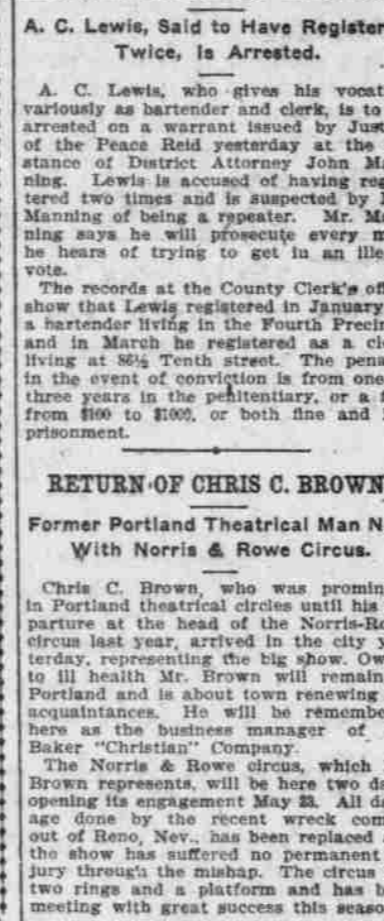 A. C. Lewis, Said to Have Register
Twice, Is Arrested.
A. C. Lewis, who gives his vocat
variously as bartender and clerk, is to
arrested on a warrant issued by Just
of the Peace Reid yesterday at the
stance of District Attorney John Ma
ning. Lewis is accused of having reg
tered two times and is suspected by
Manning of being a repeater. Mr. Ma
ning says he will prosecute every m
he hears of trying to get in an ille
vote.
The records at the County Clerk's off
show that Lewis registered in January
a bartender living in the Fourth Precin
and in March he registered as a cle
living at 86½ Tenth street. The pena
in the event of conviction is from one
three years in the penitentiary, or a f
from $100 to $1000, or both fine and
prisonment.
RETURN OF CHRIS C. BROWN
Former Portland Theatrical Man N
With Norris & Rowe Circus.
Chris C. Brown, who was promin
in Portland theatrical circles until his
parture at the head of the Norris-Ro
circus last year, arrived in the city y
terday, representing the big show. Ow
to ill health Mr. Brown will remain
Portland and is about town renewing
acquaintances. He will be remembe
here as the business manager of
Baker "Christian" Company.
The Norris & Rowe circus, which
Brown represents, will be here two da
opening its engagement May 23. All da
age done by the recent wreck com
out of Reno, Nev., has been replaced
the show has suffered no permanent
jury through the mishap. The circus
two rings and a platform and has b
meeting with great success this seaso